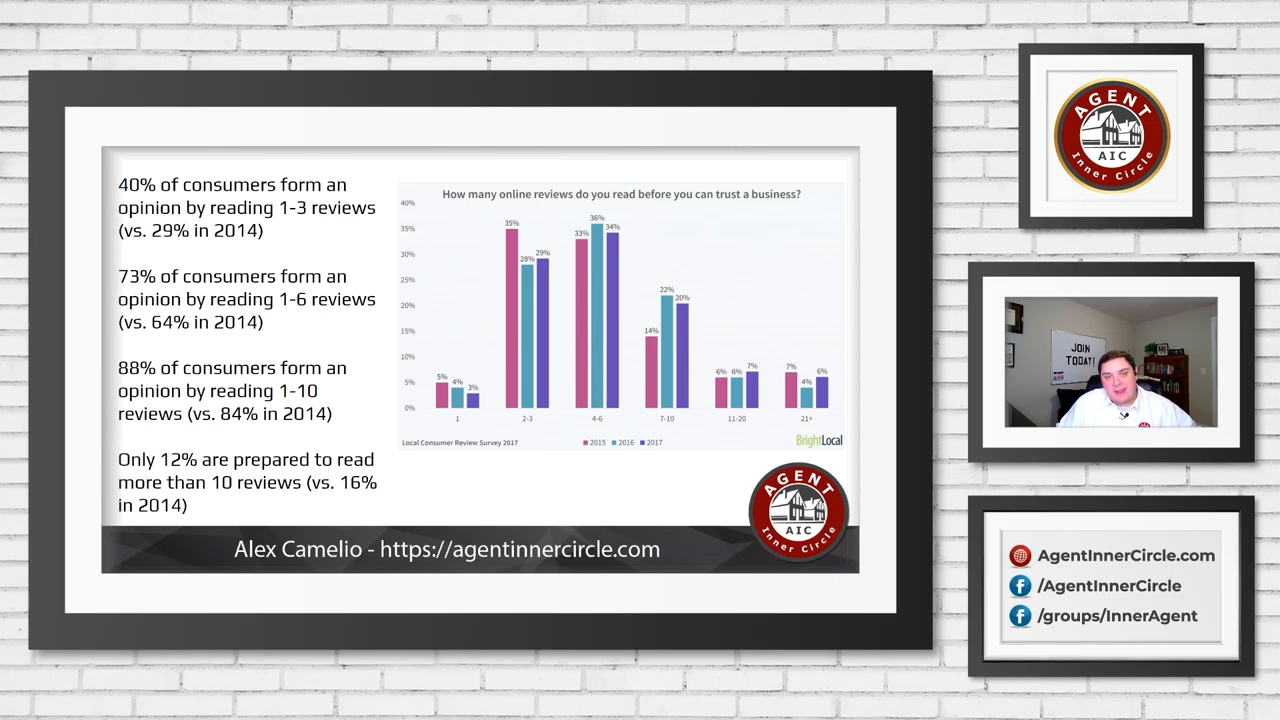 40% of consumers form an
opinion by reading 1-3 reviews
(vs. 29% in 2014)
73% of consumers form an
opinion by reading 1-6 reviews
(vs. 64% in 2014)
88% of consumers form an
opinion by reading 1-10
reviews (vs. 84% in 2014)
Only 12% are prepared to read
more than 10 reviews (vs. 16%
in 2014)
How many online reviews do you read before you can trust a business?
40%
35%
30%
25%
20%
15%
10%
5%
0%
5% 4% 3%
35% 28% 29%
33% 36% 34%
14% 22% 20%
6% 6% 7%
7% 4% 6%
1 2-3 4-6 7-10 11-20 21+
Local Consumer Review Survey 2017
2015 2016 2017
BrightLocal
AGENT
AIC
Inner Circle
Alex Camelio - https://agentinnercircle.com
AGENT
AIC
Inner Circle
JOIN
TODAY!
AgentInnerCircle.com
/AgentInnerCircle
/groups/InnerAgent